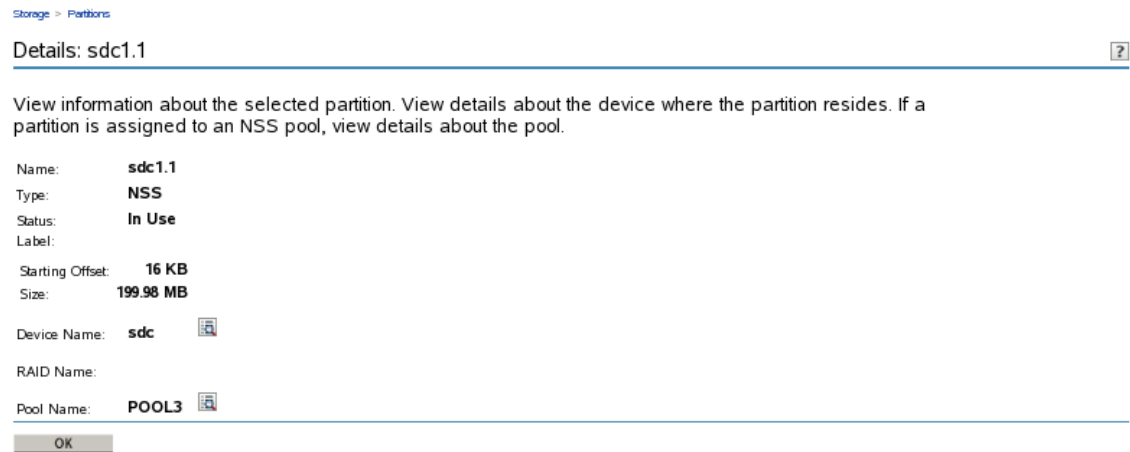 Storage > Partitions
Details: sdc1.1
?
View information about the selected partition. View details about the device where the partition resides. If a
partition is assigned to an NSS pool, view details about the pool.
Name: sdc1.1
Type: NSS
Status: In Use
Label:
Starting Offset: 16 KB
Size: 199.98 MB
Device Name: sdc
RAID Name:
Pool Name: POOL3
OK